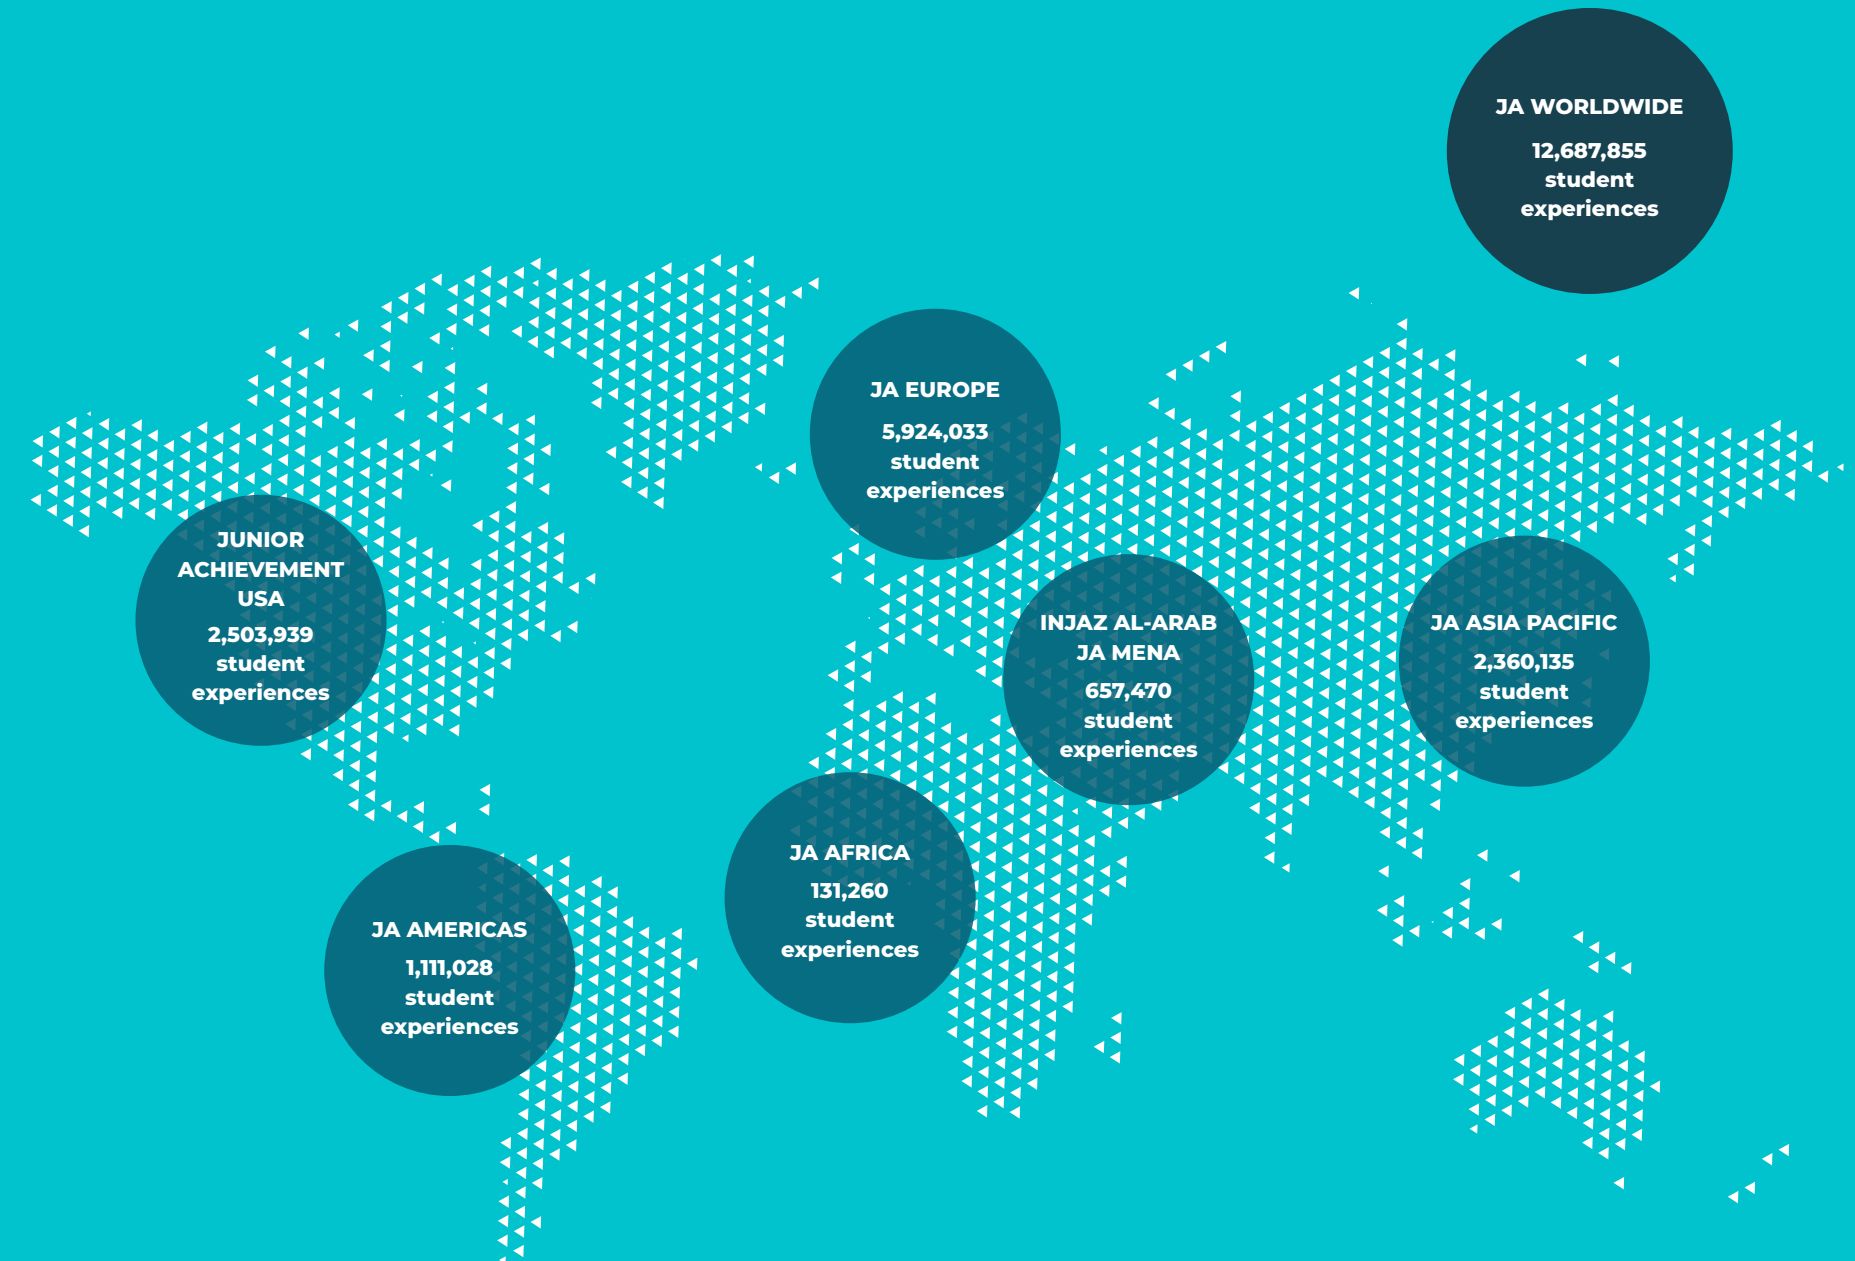 JA WORLDWIDE
12,687,855
student
experiences
JA EUROPE
5,924,033
student
experiences
JUNIOR
ACHIEVEMENT
USA
2,503,939
student
experiences
INJAZ AL-ARAB
JA MENA
657,470
student
experiences
JA ASIA PACIFIC
2,360,135
student
experiences
JA AFRICA
131,260
student
experiences
JA AMERICAS
1,111,028
student
experiences